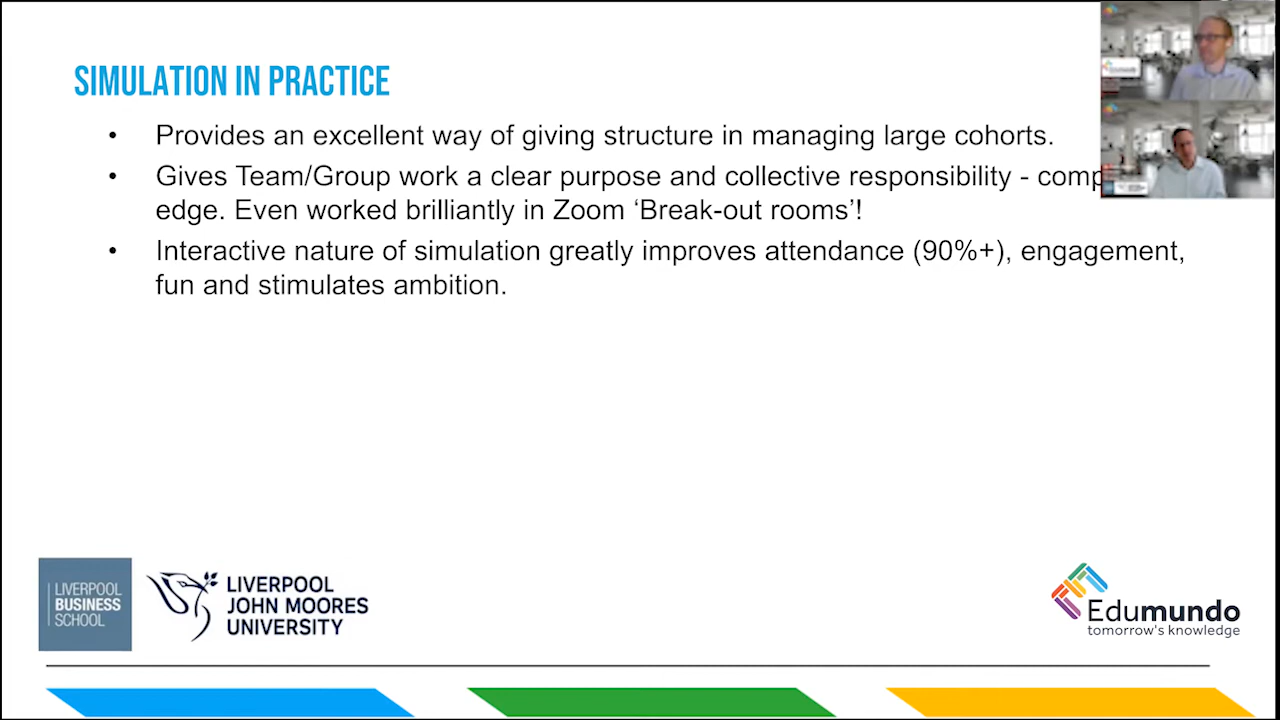 SIMULATION IN PRACTICE
• Provides an excellent way of giving structure in managing large cohorts.
• Gives Team/Group work a clear purpose and collective responsibility -
edge. Even worked brilliantly in Zoom ‘Break-out rooms’!
• Interactive nature of simulation greatly improves attendance (90%+), engagement,
fun and stimulates ambition.
LIVERPOOL
BUSINESS
SCHOOL
LIVERPOOL
JOHN MOORES
UNIVERSITY
Edumundo
tomorrow's knowledge